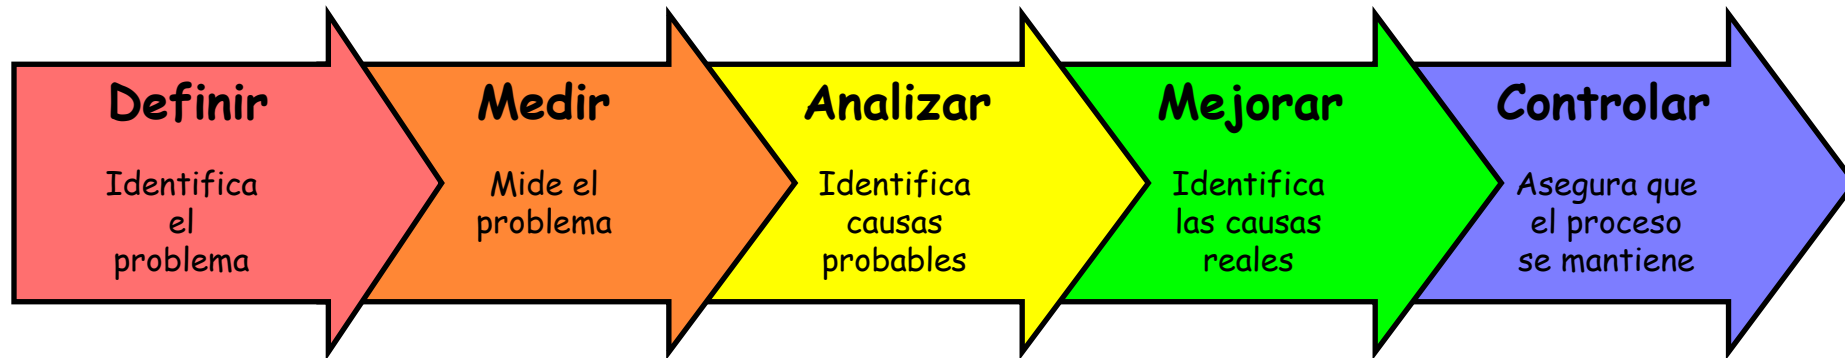 Definir
Identifica
el
problema
Medir
Mide el
problema
Analizar
Identifica
causas
probables
Mejorar
Identifica
las causas
reales
Controlar
Asegura que
el proceso
se mantiene